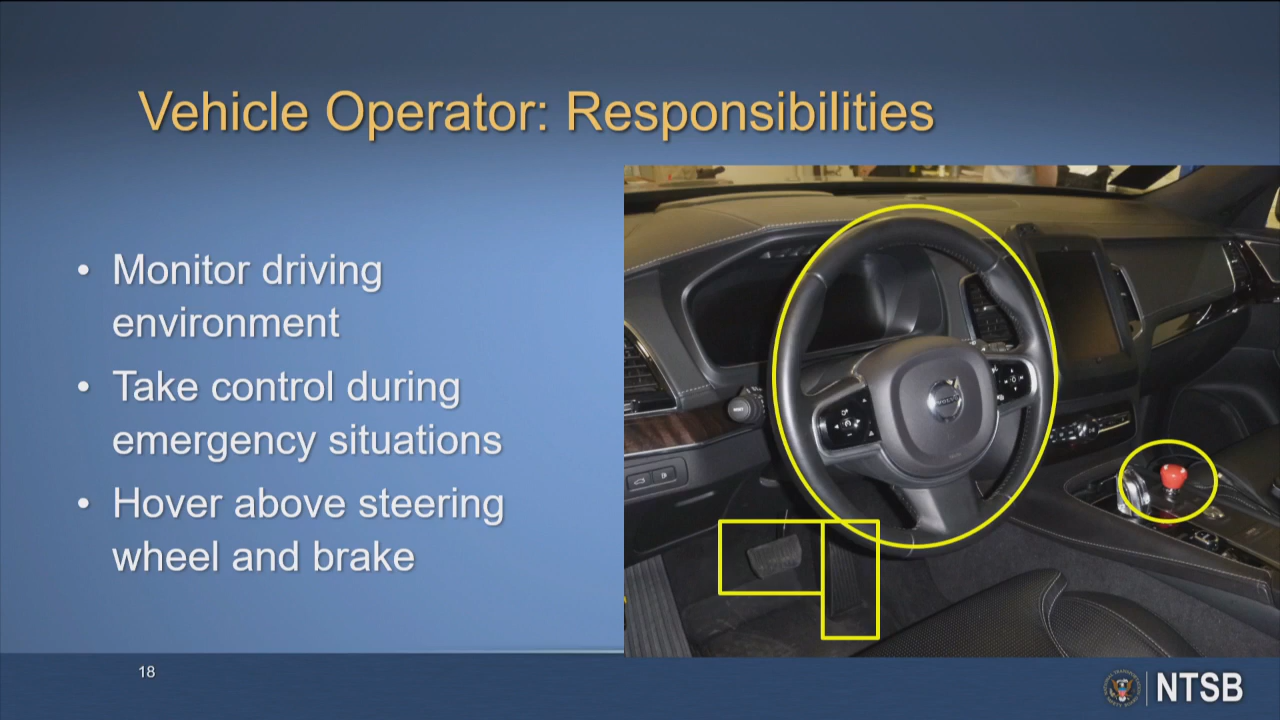 Vehicle Operator: Responsibilities
• Monitor driving
environment
• Take control during
emergency situations
• Hover above steering
wheel and brake
VOLVO
18
NTSB